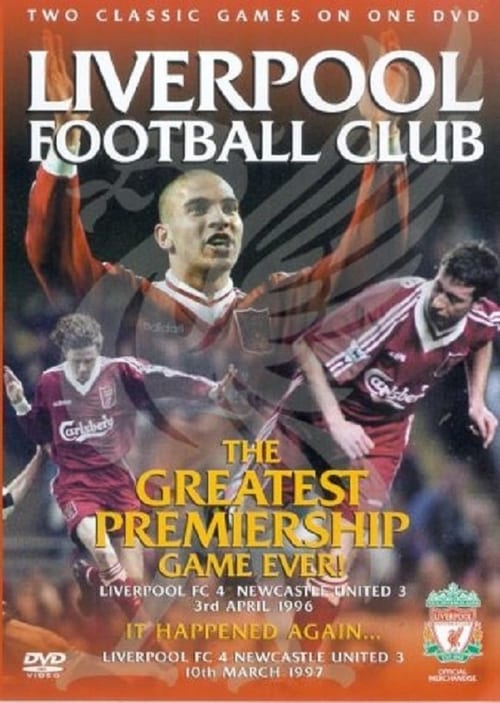 TWO CLASSIC GAMES ON ONE DVD
LIVERPOOL
FOOTBALL CLUB
adidas
Carlsberg
THE
GREATEST
PREMIERSHIP
GAME EVER!
LIVERPOOL FC 4 NEWCASTLE UNITED 3
3rd APRIL 1996
IT HAPPENED AGAIN...
LIVERPOOL FC 4 NEWCASTLE UNITED 3
10th MARCH 1997
DVD
VIDEO
LIVERPOOL
OFFICIAL
MERCHANDISE